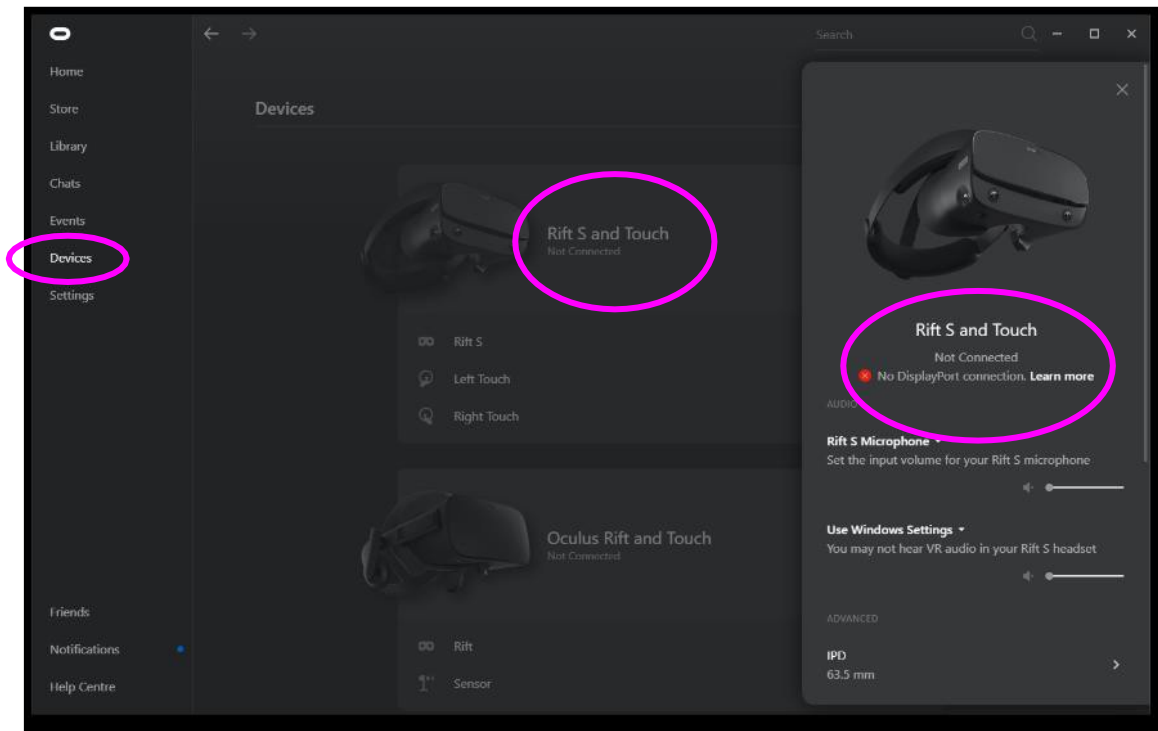 Search
Home
Store
Library
Chats
Events
Devices
Settings
Friends
Notifications
Help Centre
Devices
Rift S and Touch
Not Connected
Rift S
Left Touch
Right Touch
Oculus Rift and Touch
Not Connected
Rift
Sensor
Rift S and Touch
Not Connected
No DisplayPort connection. Learn more
AUDIO
Rift S Microphone
Set the input volume for your Rift S microphone
Use Windows Settings
You may not hear VR audio in your Rift S headset
ADVANCED
IPD
63.5 mm